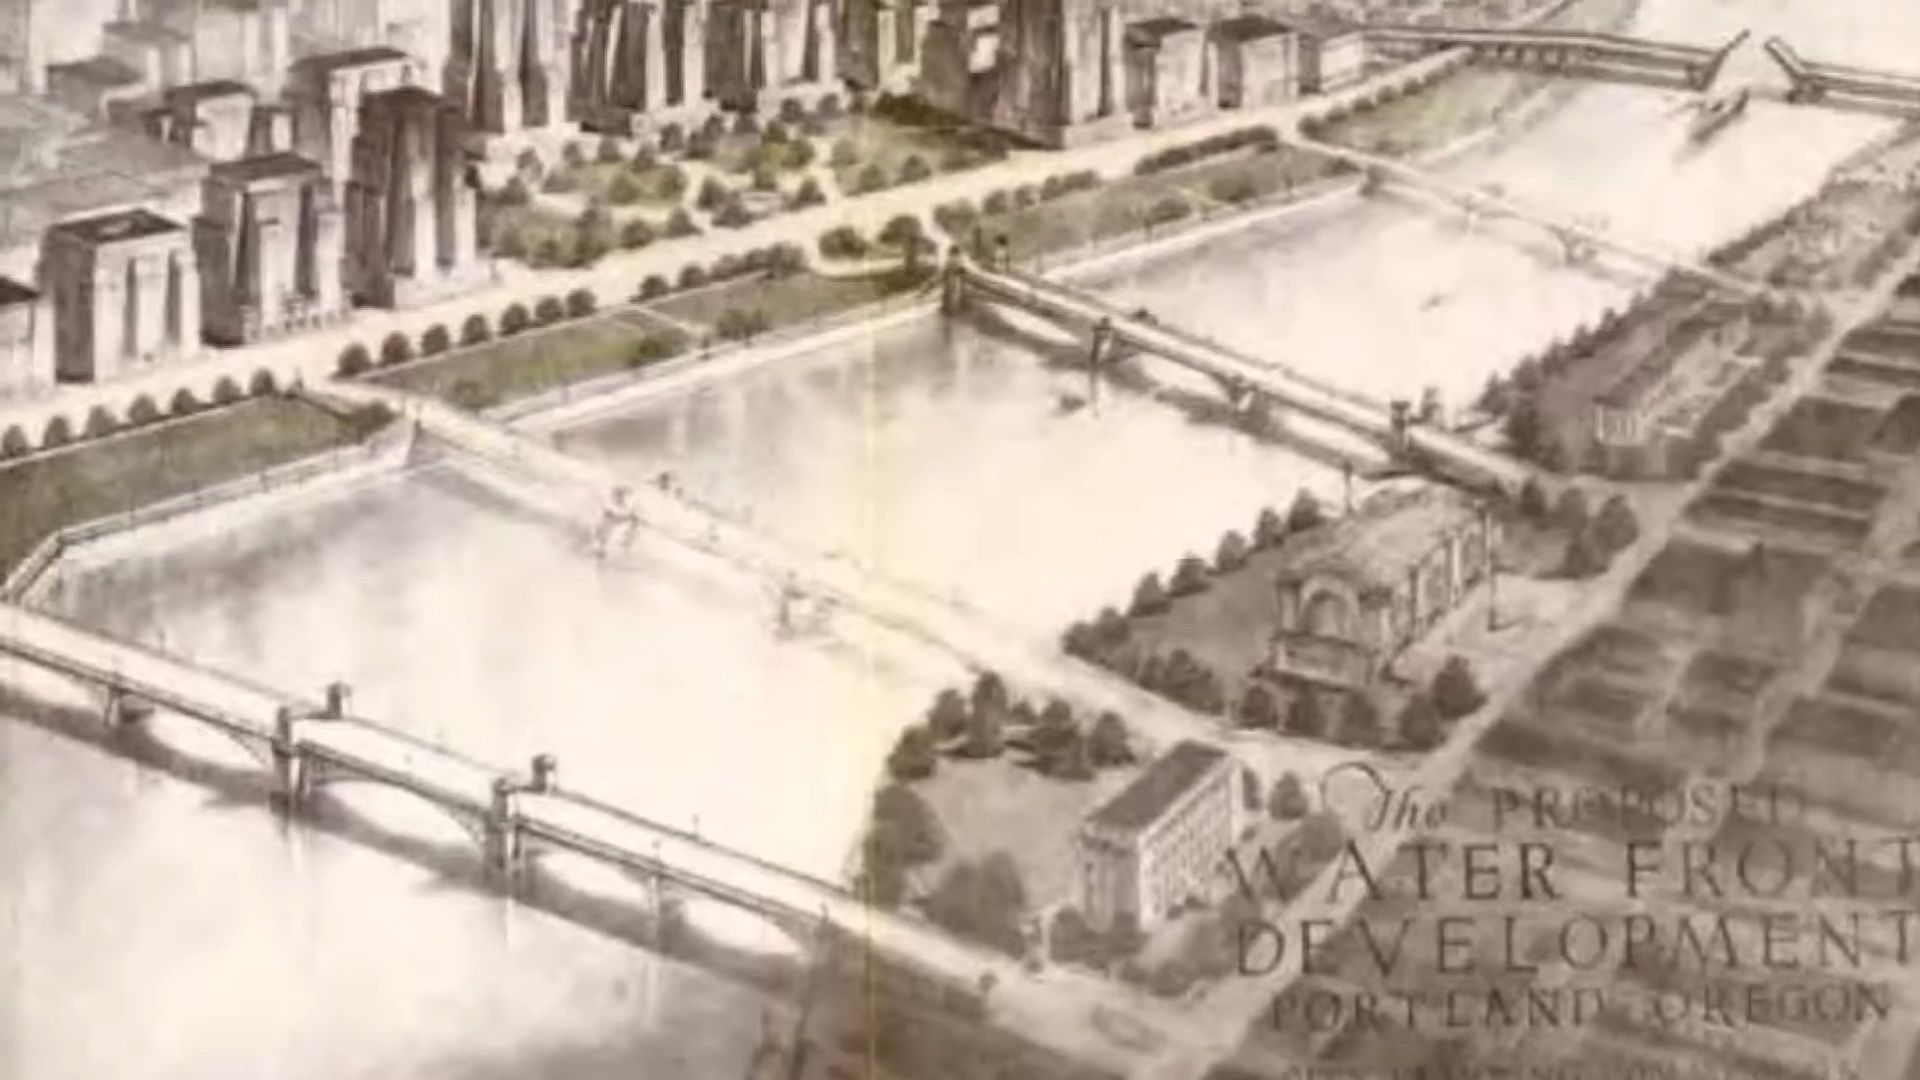 The PROPOSED
WATER FRONT
DEVELOPMENT
PORTLAND OREGON